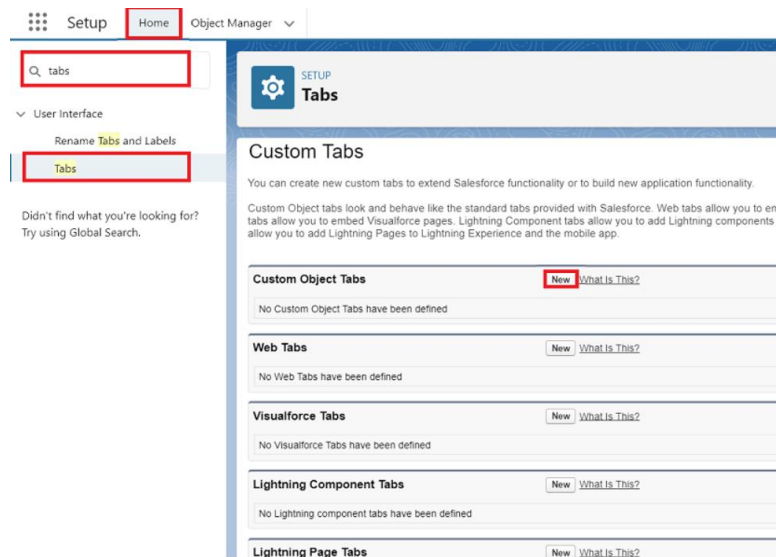 Setup Home Object Manager
tabs
User Interface
Rename Tabs and Labels
Tabs
Didn't find what you're looking for?
Try using Global Search.
SETUP
Tabs
Custom Tabs
You can create new custom tabs to extend Salesforce functionality or to build new application functionality.
Custom Object tabs look and behave like the standard tabs provided with Salesforce. Web tabs allow you to en
tabs allow you to embed Visualforce pages. Lightning Component tabs allow you to add Lightning components
allow you to add Lightning Pages to Lightning Experience and the mobile app.
Custom Object Tabs New What Is This?
No Custom Object Tabs have been defined
Web Tabs New What Is This?
No Web Tabs have been defined
Visualforce Tabs New What Is This?
No Visualforce Tabs have been defined
Lightning Component Tabs New What Is This?
No Lightning component tabs have been defined
Lightning Page Tabs New What Is This?